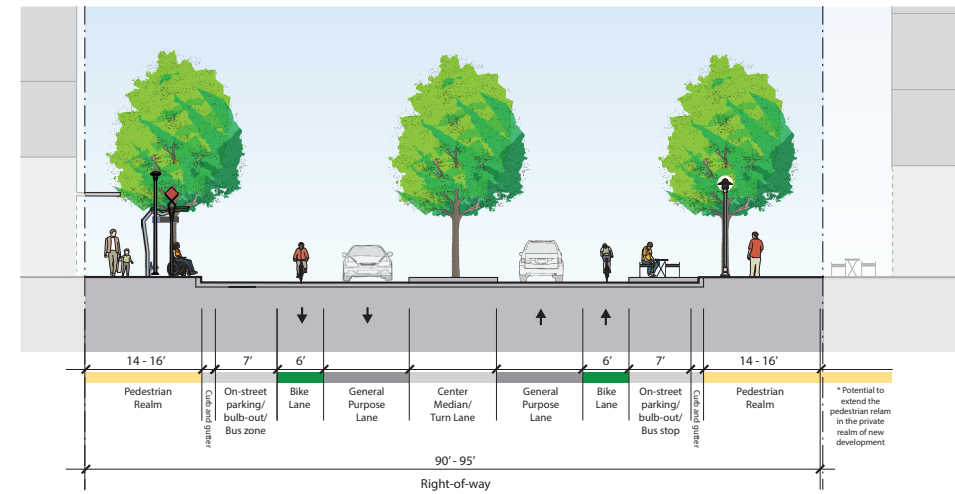 14 - 16’
7’
6’
6’
7’
14 - 16’
Pedestrian
Realm
Curb and gutter
On-street
parking/
bulb-out/
Bus zone
Bike
Lane
General
Purpose
Lane
Center
Median/
Turn Lane
General
Purpose
Lane
Bike
Lane
On-street
parking/
bulb-out/
Bus stop
Curb and gutter
Pedestrian
Realm
* Potential to
extend the
pedestrian relam
in the private
realm of new
development
90’ - 95’
Right-of-way